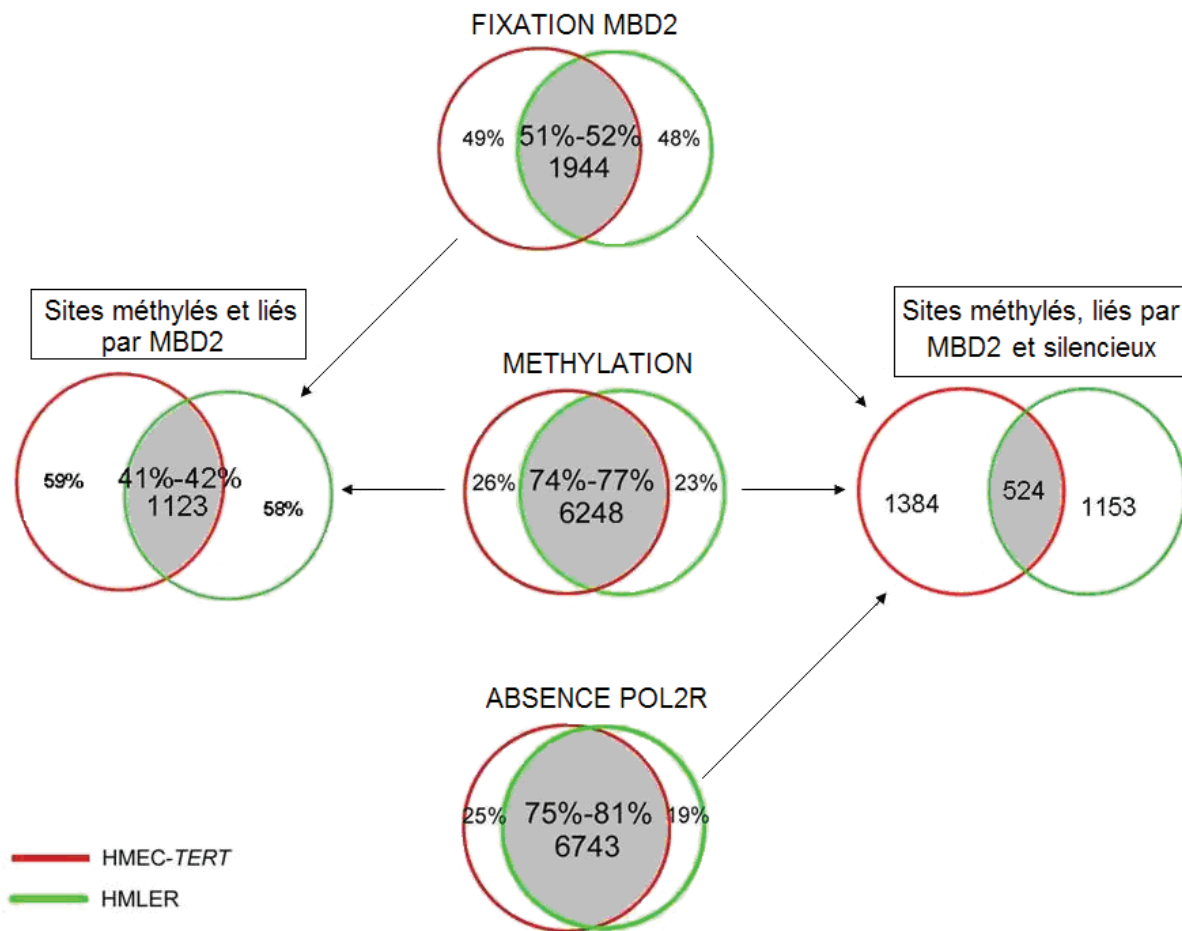 FIXATION MBD2
49%
51%-52%
1944
48%
Sites méthylés et liés
par MBD2
59%
41%-42%
1123
58%
METHYLATION
26%
74%-77%
6248
23%
Sites méthylés, liés par
MBD2 et silencieux
1384
524
1153
ABSENCE POL2R
25%
75%-81%
6743
19%
HMEC-TERT
HMLER